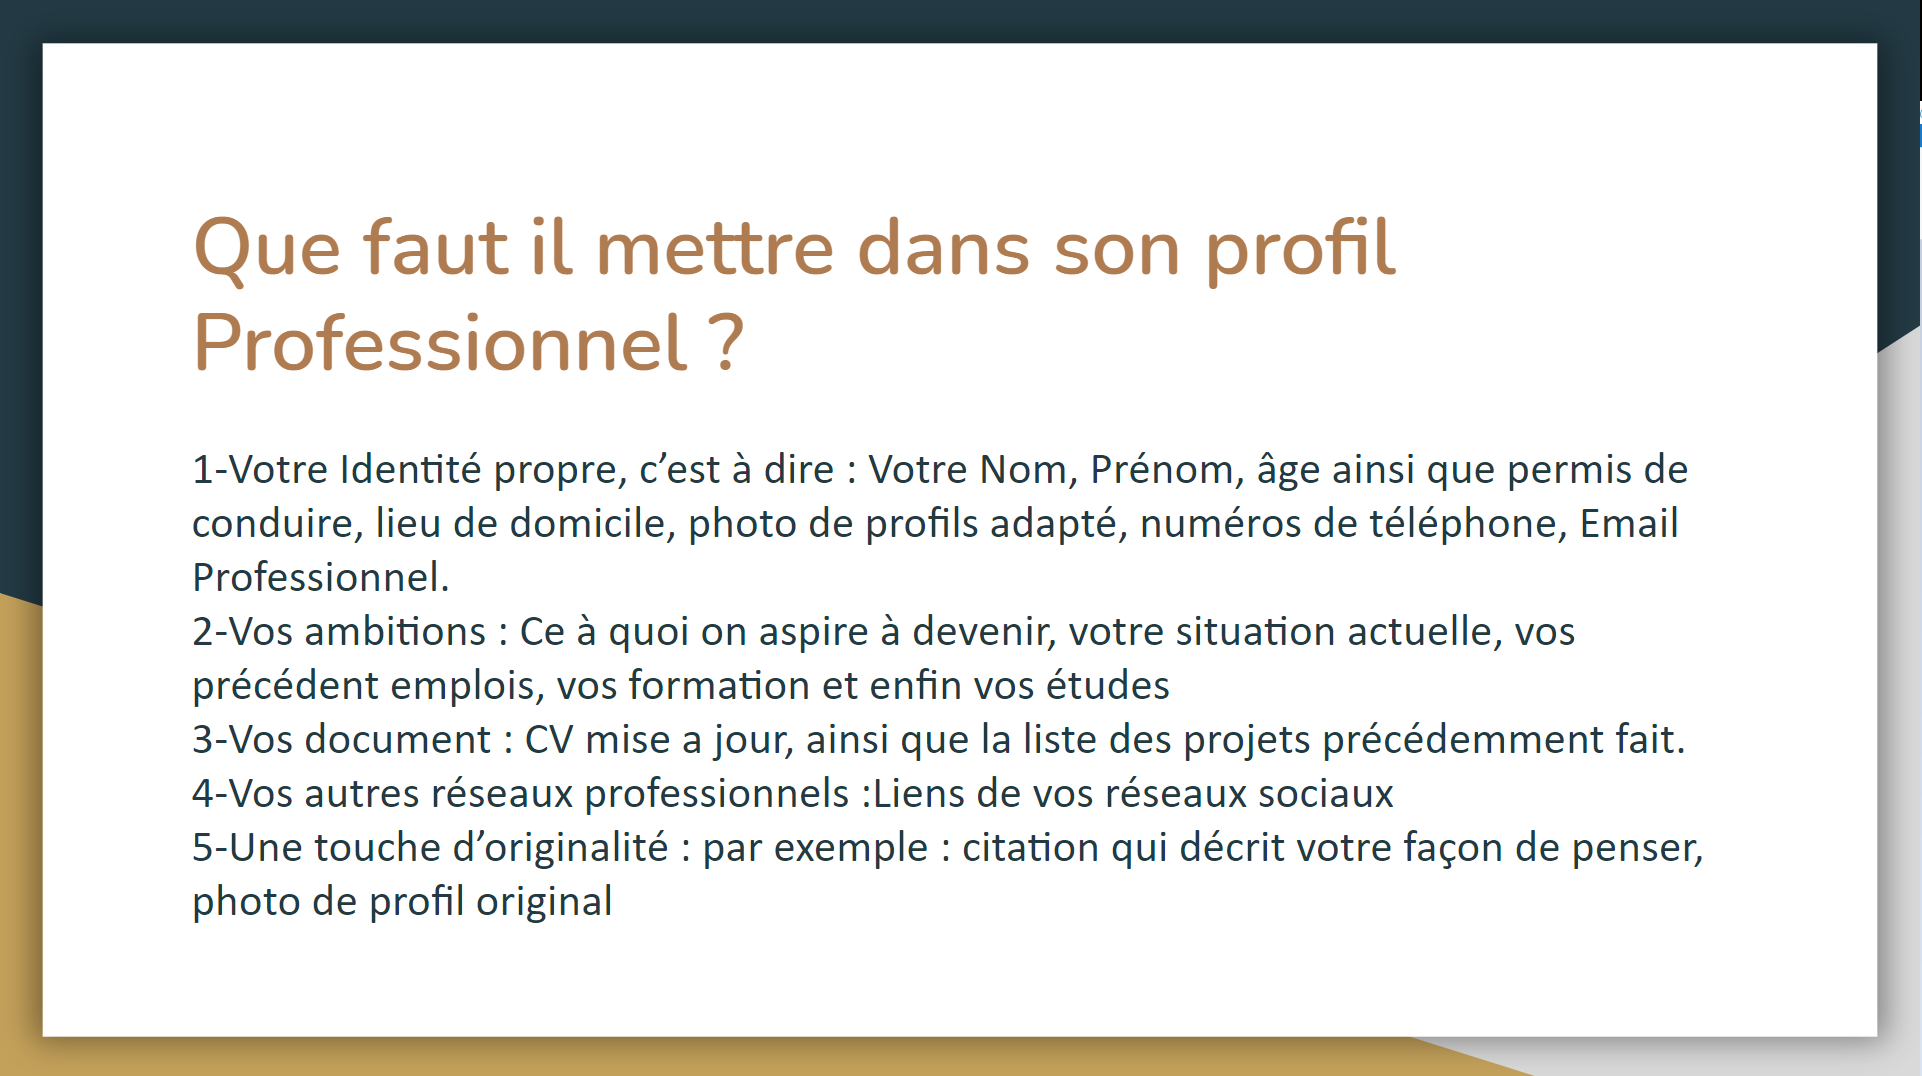 Que faut il mettre dans son profil
Professionnel ?
1-Votre Identité propre, c’est à dire : Votre Nom, Prénom, âge ainsi que permis de
conduire, lieu de domicile, photo de profils adapté, numéros de téléphone, Email
Professionnel.
2-Vos ambitions : Ce à quoi on aspire à devenir, votre situation actuelle, vos
précédent emplois, vos formation et enfin vos études
3-Vos document : CV mise a jour, ainsi que la liste des projets précédemment fait.
4-Vos autres réseaux professionnels :Liens de vos réseaux sociaux
5-Une touche d’originalité : par exemple : citation qui décrit votre façon de penser,
photo de profil original